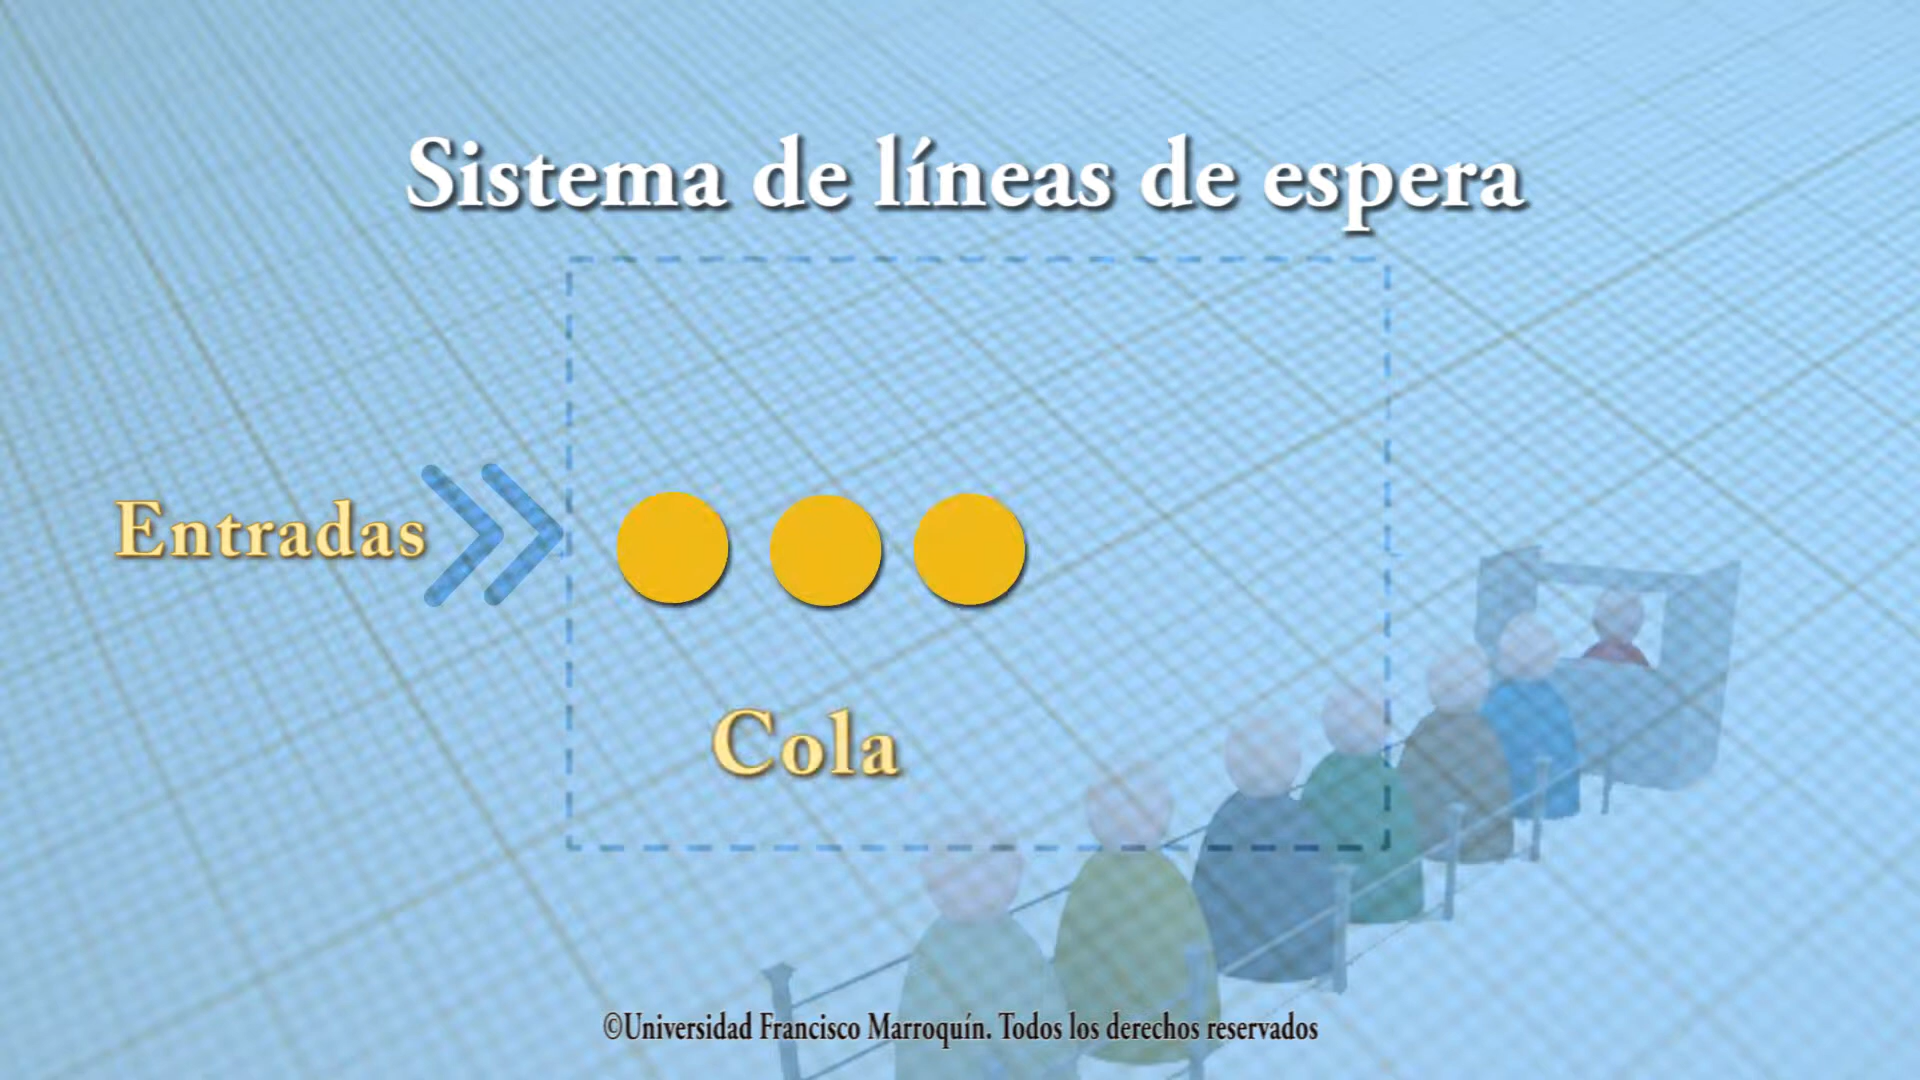 Sistema de líneas de espera
Entradas
Cola
©Universidad Francisco Marroquín. Todos los derechos reservados